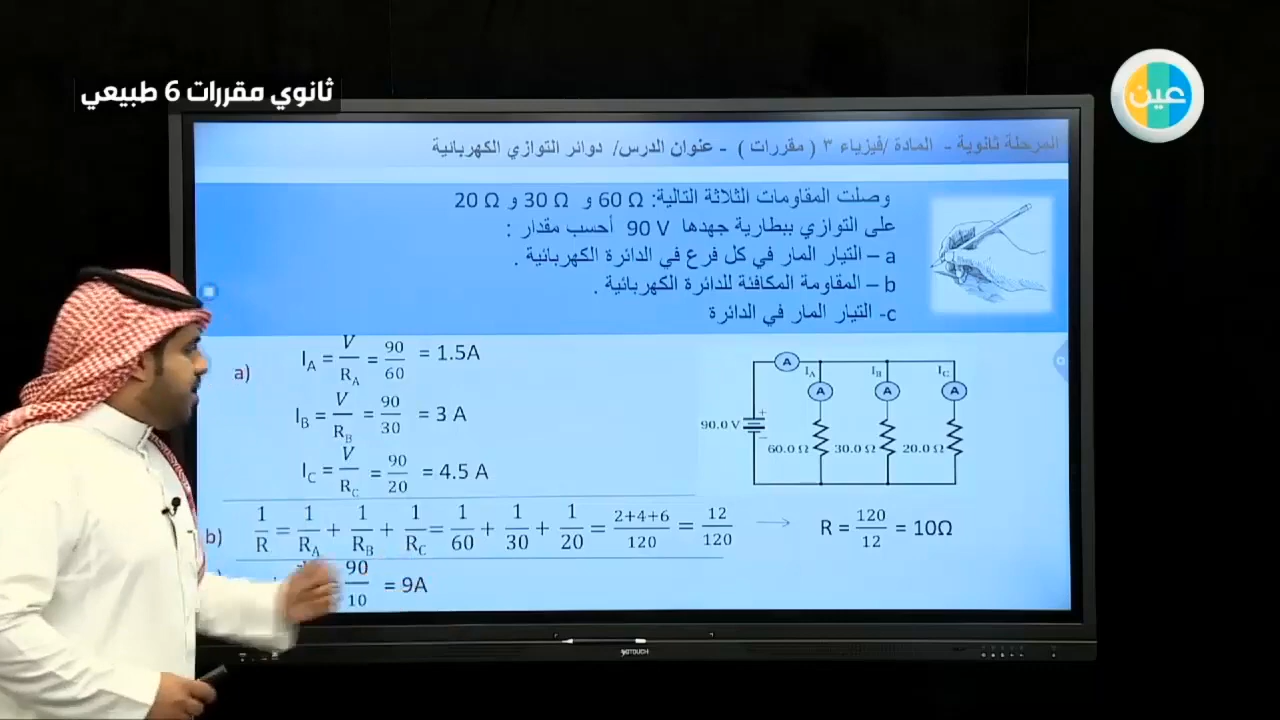 ثانوي مقررات 6 طبيعي
عين
المرحلة ثانوية - المادة /فيزياء ٣ ( مقررات ) - عنوان الدرس/ دوائر التوازي الكهربائية
وصلت المقاومات الثلاثة التالية: 60 Ω و 30 Ω و 20 Ω
على التوازي ببطارية جهدها 90 V أحسب مقدار :
a – التيار المار في كل فرع في الدائرة الكهربائية .
b – المقاومة المكافئة للدائرة الكهربائية .
c- التيار المار في الدائرة
a) I_A = V/R_A = 90/60 = 1.5A
I_B = V/R_B = 90/30 = 3 A
I_C = V/R_C = 90/20 = 4.5 A
A I_A I_B I_C
A A A
90.0 V + −
60.0 Ω 30.0 Ω 20.0 Ω
b) 1/R = 1/R_A + 1/R_B + 1/R_C = 1/60 + 1/30 + 1/20 = 2+4+6/120 = 12/120 → R = 120/12 = 10Ω
90/10 = 9A